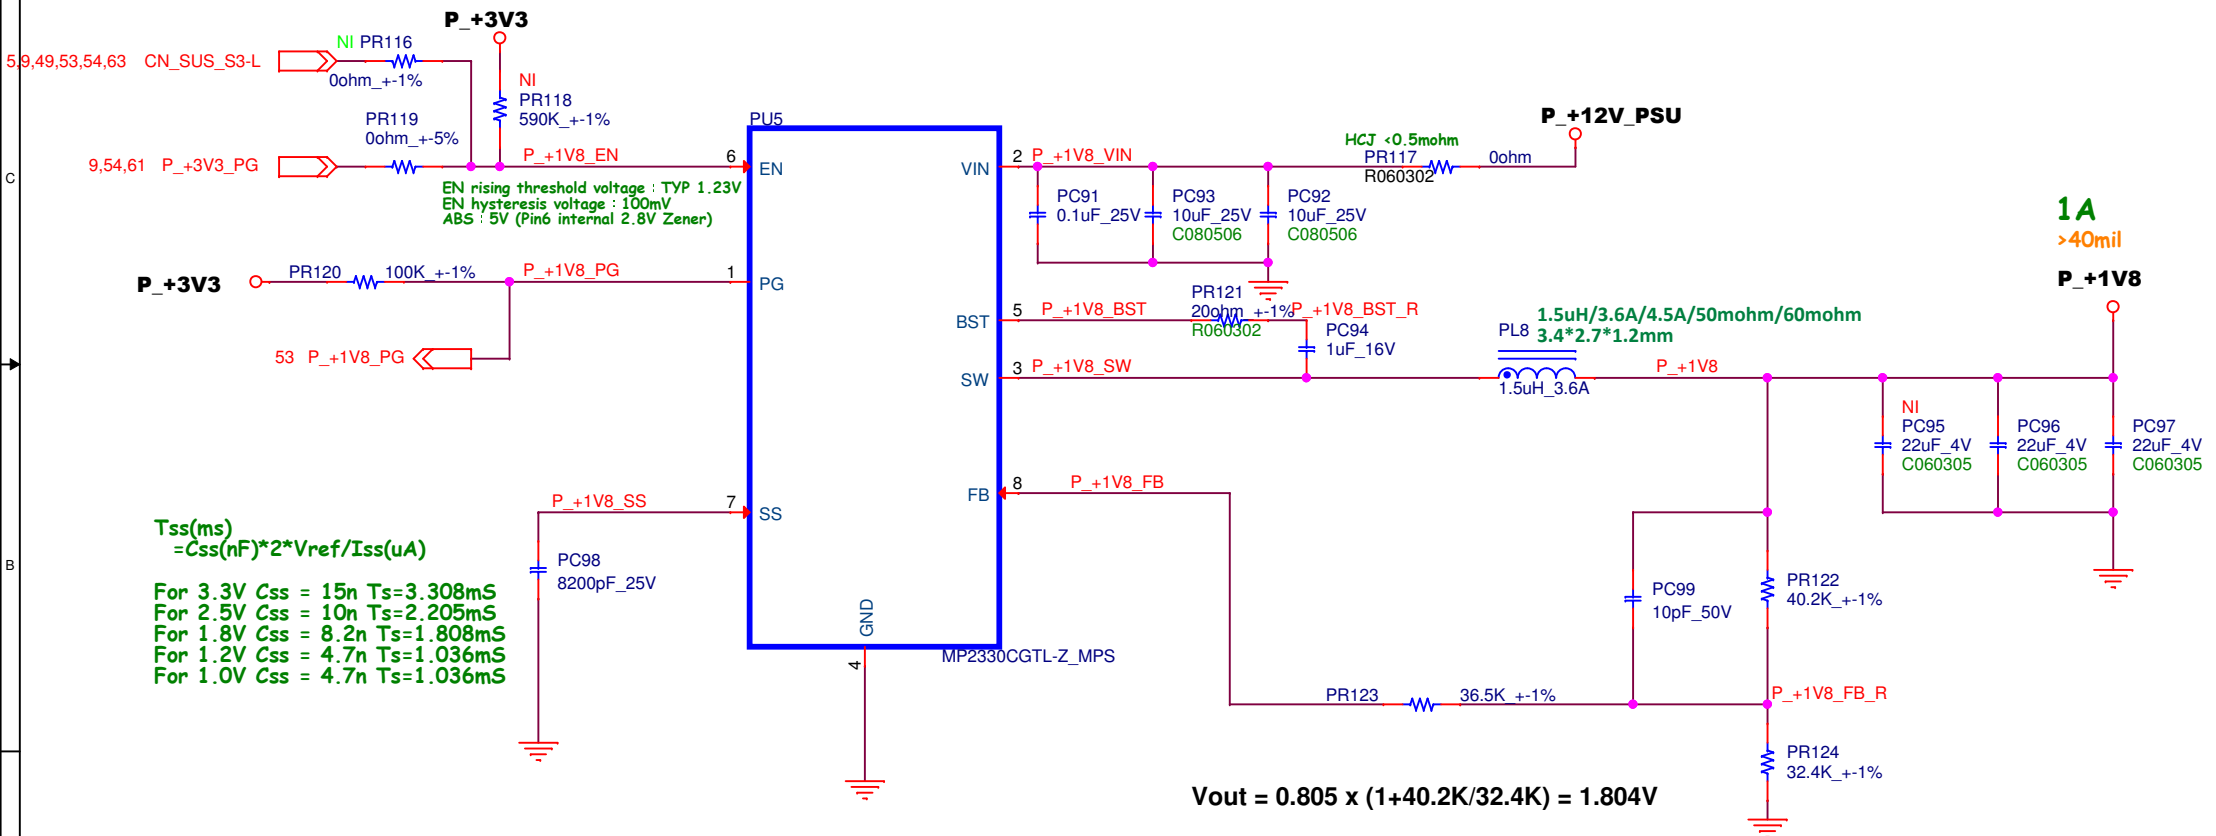 P_+3V3
NI PR116
5,9,49,53,54,63 CN_SUS_S3-L
0ohm_+-1%
NI
PR118
590K_+-1%
PR119
0ohm_+-5%
9,54,61 P_+3V3_PG
P_+1V8_EN
6
EN
EN rising threshold voltage : TYP 1.23V
EN hysteresis voltage : 100mV
ABS : 5V (Pin6 internal 2.8V Zener)
P_+3V3
PR120
100K_+-1%
P_+1V8_PG
1
PG
53 P_+1V8_PG
P_+1V8_SS
7
SS
PC98
8200pF_25V
Tss(ms)
=Css(nF)*2*Vref/Iss(uA)
For 3.3V Css = 15n Ts=3.308mS
For 2.5V Css = 10n Ts=2.205mS
For 1.8V Css = 8.2n Ts=1.808mS
For 1.2V Css = 4.7n Ts=1.036mS
For 1.0V Css = 4.7n Ts=1.036mS
PU5
GND
4
MP2330CGTL-Z_MPS
VIN
2
P_+1V8_VIN
PC91
0.1uF_25V
PC93
10uF_25V
C080506
PC92
10uF_25V
C080506
HCJ <0.5mohm
PR117
0ohm
R060302
P_+12V_PSU
BST
5
P_+1V8_BST
PR121
20ohm_+-1%
R060302
P_+1V8_BST_R
PC94
1uF_16V
SW
3
P_+1V8_SW
PL8
1.5uH/3.6A/4.5A/50mohm/60mohm
3.4*2.7*1.2mm
1.5uH_3.6A
P_+1V8
1A
>40mil
P_+1V8
NI
PC95
22uF_4V
C060305
PC96
22uF_4V
C060305
PC97
22uF_4V
C060305
FB
8
P_+1V8_FB
PC99
10pF_50V
PR122
40.2K_+-1%
PR123
36.5K_+-1%
P_+1V8_FB_R
PR124
32.4K_+-1%
Vout = 0.805 x (1+40.2K/32.4K) = 1.804V
C
B